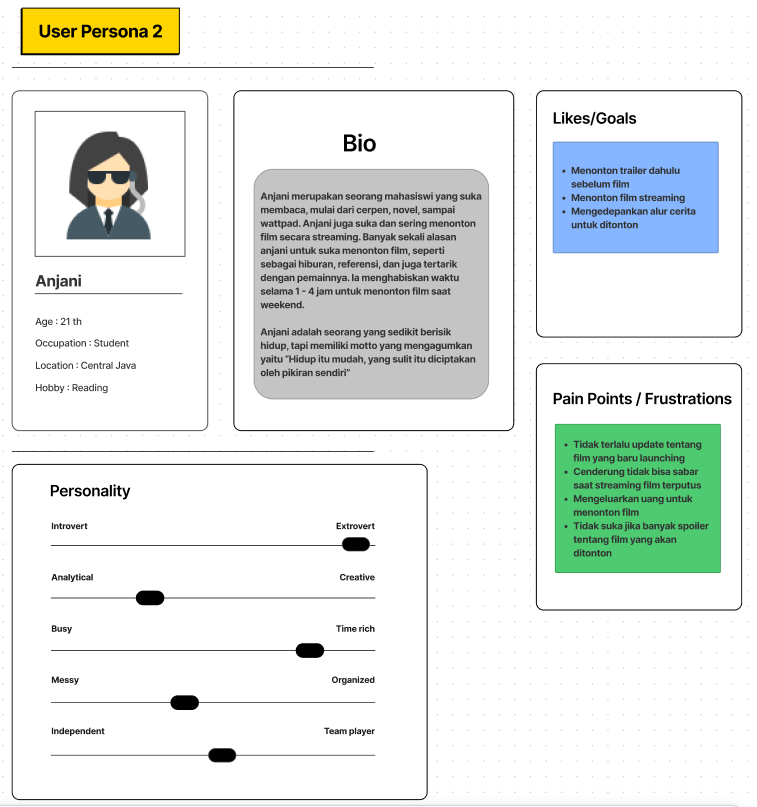 User Persona 2
Anjani
Age : 21 th
Occupation : Student
Location : Central Java
Hobby : Reading
Bio
Anjani merupakan seorang mahasiswi yang suka
membaca, mulai dari cerpen, novel, sampai
wattpad. Anjani juga suka dan sering menonton
film secara streaming. Banyak sekali alasan
anjani untuk suka menonton film, seperti
sebagai hiburan, referensi, dan juga tertarik
dengan pemainnya. Ia menghabiskan waktu
selama 1 - 4 jam untuk menonton film saat
weekend.
Anjani adalah seorang yang sedikit berisik
hidup, tapi memiliki motto yang mengagumkan
yaitu “Hidup itu mudah, yang sulit itu diciptakan
oleh pikiran sendiri”
Likes/Goals
• Menonton trailer dahulu
sebelum film
• Menonton film streaming
• Mengedepankan alur cerita
untuk ditonton
Pain Points / Frustrations
• Tidak terlalu update tentang
film yang baru launching
• Cenderung tidak bisa sabar
saat streaming film terputus
• Mengeluarkan uang untuk
menonton film
• Tidak suka jika banyak spoiler
tentang film yang akan
ditonton
Personality
Introvert Extrovert
Analytical Creative
Busy Time rich
Messy Organized
Independent Team player